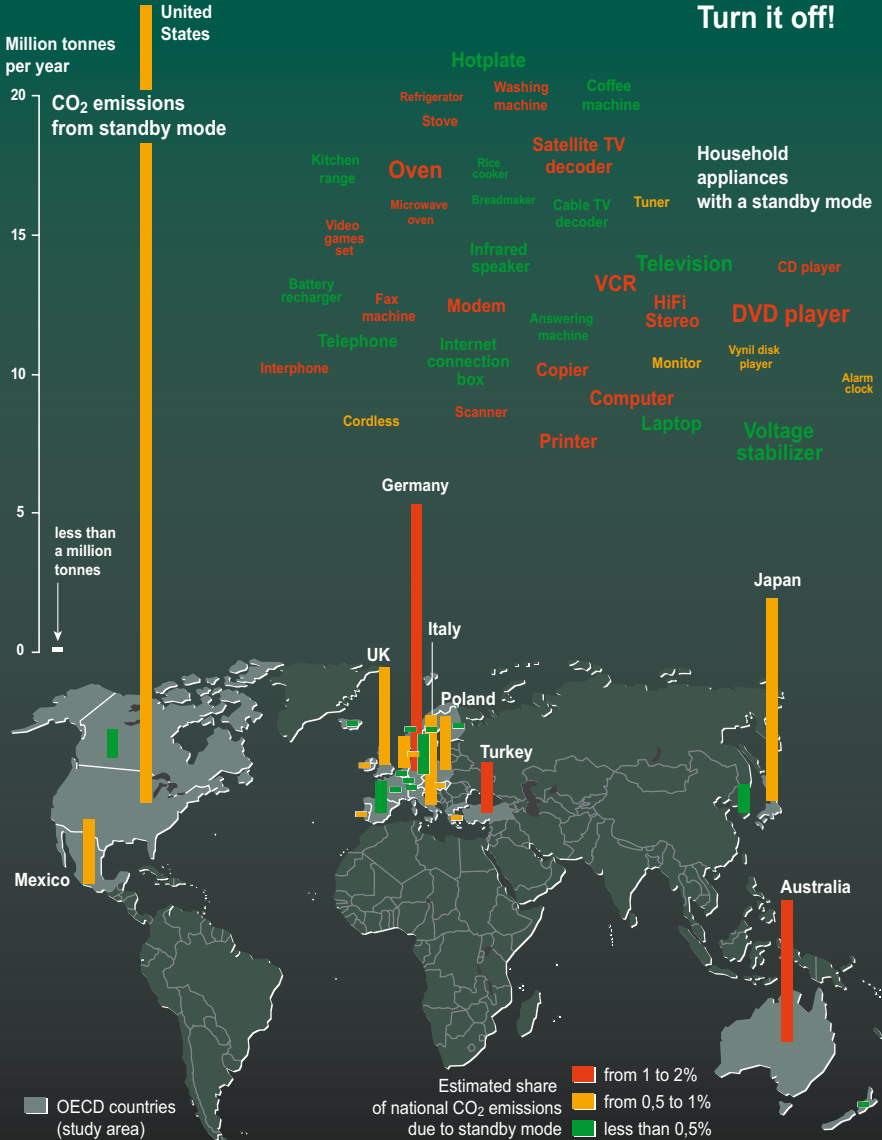 Turn it off!
United
States
Million tonnes
per year
20
CO2 emissions
from standby mode
15
10
5
0
less than
a million
tonnes
Household
appliances
with a standby mode
Hotplate
Refrigerator
Washing
machine
Coffee
machine
Stove
Kitchen
range
Oven
Rice
cooker
Satellite TV
decoder
Microwave
oven
Breadmaker
Cable TV
decoder
Tuner
Video
games
set
Infrared
speaker
Television
CD player
Battery
recharger
VCR
Fax
machine
Modem
HiFi
Stereo
DVD player
Answering
machine
Telephone
Internet
connection
box
Vynil disk
player
Monitor
Interphone
Copier
Alarm
clock
Computer
Scanner
Cordless
Laptop
Printer
Voltage
stabilizer
Germany
Japan
Italy
UK
Poland
Turkey
Mexico
Australia
OECD countries
(study area)
Estimated share
of national CO2 emissions
due to standby mode
from 1 to 2%
from 0,5 to 1%
less than 0,5%